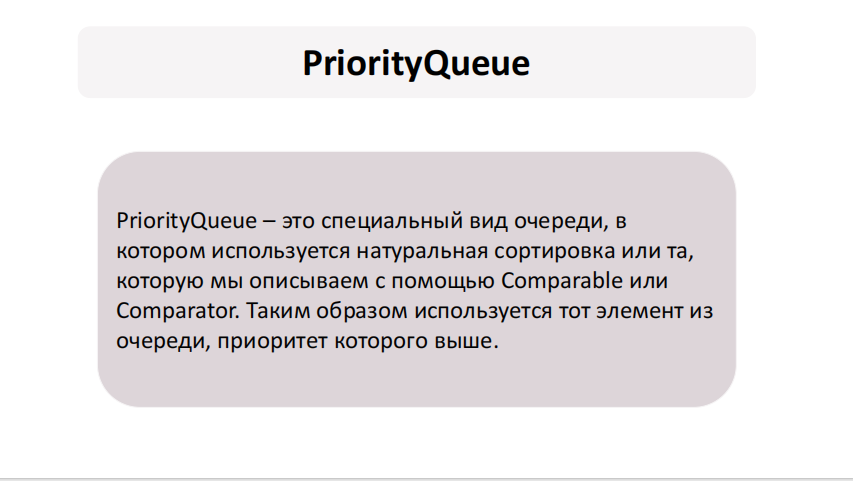 PriorityQueue
PriorityQueue – это специальный вид очереди, в
котором используется натуральная сортировка или та,
которую мы описываем с помощью Comparable или
Comparator. Таким образом используется тот элемент из
очереди, приоритет которого выше.